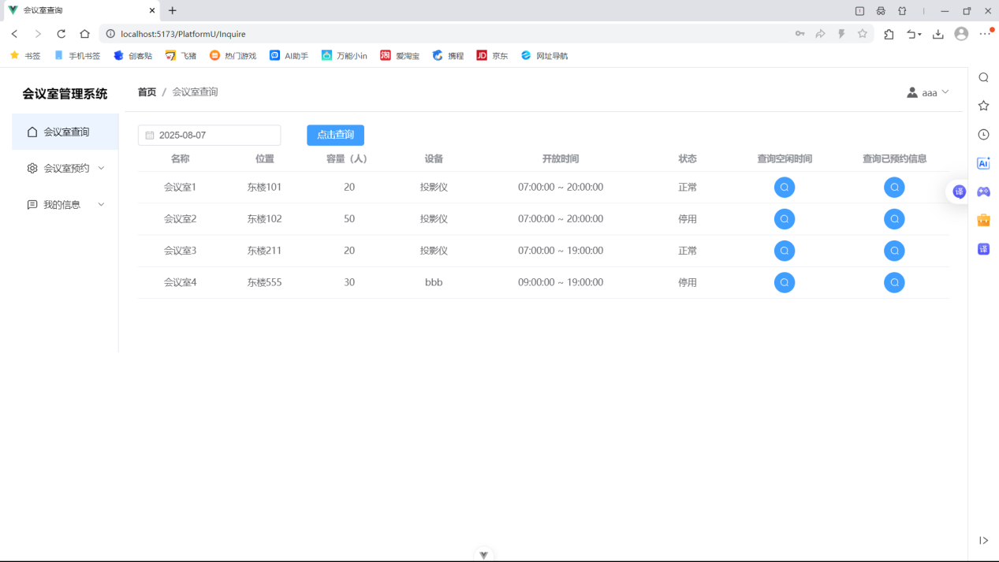 会议室查询
localhost:5173/PlatformU/Inquire
书签 手机书签 创客贴 飞猪 热门游戏 AI助手 万能小in 爱淘宝 携程 京东 网址导航
会议室管理系统
首页 / 会议室查询
aaa
会议室查询
会议室预约
我的信息
2025-08-07
点击查询
名称 位置 容量（人） 设备 开放时间 状态 查询空闲时间 查询已预约信息
会议室1 东楼101 20 投影仪 07:00:00 ~ 20:00:00 正常
会议室2 东楼102 50 投影仪 07:00:00 ~ 20:00:00 停用
会议室3 东楼211 20 投影仪 07:00:00 ~ 19:00:00 正常
会议室4 东楼555 30 bbb 09:00:00 ~ 19:00:00 停用
译
Ai
译
淘
JD
1